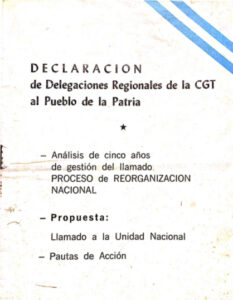 DECLARACION
de Delegaciones Regionales de la CGT
al Pueblo de la Patria
– Análisis de cinco años
de gestión del llamado
PROCESO de REORGANIZACION
NACIONAL
– Propuesta:
Llamado a la Unidad Nacional
– Pautas de Acción